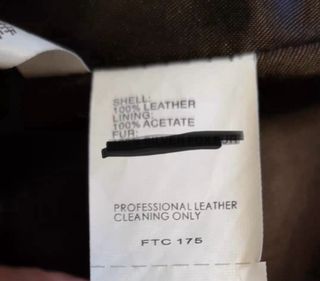 SHELL:
100% LEATHER
LINING:
100% ACETATE
FUR:
PROFESSIONAL LEATHER
CLEANING ONLY
FTC 175